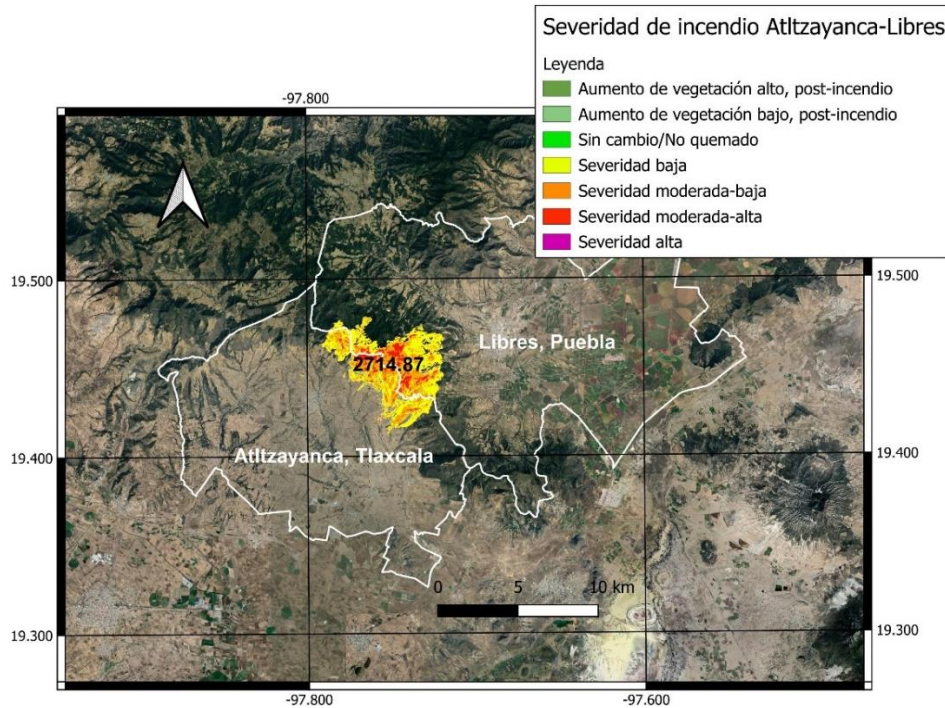 Severidad de incendio Atltzayanca-Libres
Leyenda
Aumento de vegetación alto, post-incendio
Aumento de vegetación bajo, post-incendio
Sin cambio/No quemado
Severidad baja
Severidad moderada-baja
Severidad moderada-alta
Severidad alta
-97.800
19.500
19.500
Libres, Puebla
2714.87
19.400
19.400
Atltzayanca, Tlaxcala
0 5 10 km
19.300
19.300
-97.800
-97.600